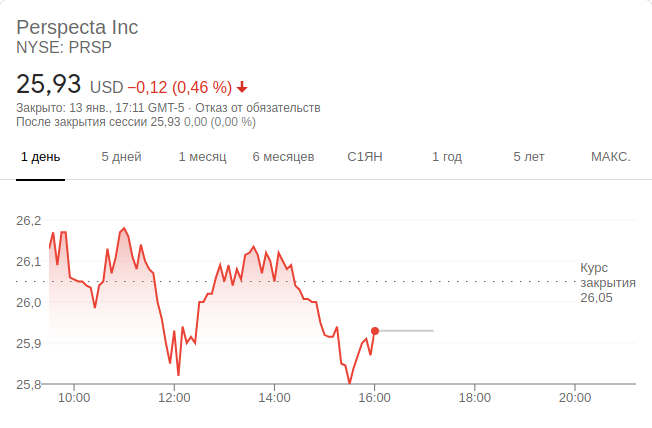 Perspecta Inc
NYSE: PRSP
25,93 USD −0,12 (0,46 %)
Закрыто: 13 янв., 17:11 GMT-5 · Отказ от обязательств
После закрытия сессии 25,93 0,00 (0,00 %)
1 день 5 дней 1 месяц 6 месяцев С1ЯН 1 год 5 лет МАКС.
26,2
26,1
26,0
25,9
25,8
Курс
закрытия
26,05
10:00 12:00 14:00 16:00 18:00 20:00